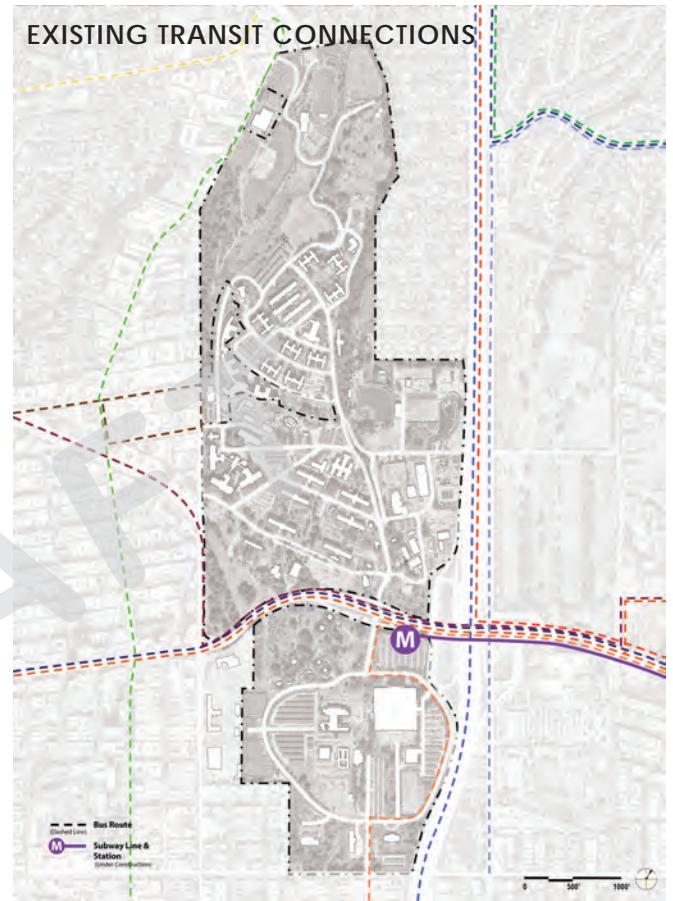 EXISTING TRANSIT CONNECTIONS
M
Bus Route
(Dashed Line)
M
Subway Line &
Station
(Under Construction)
0 500' 1000'